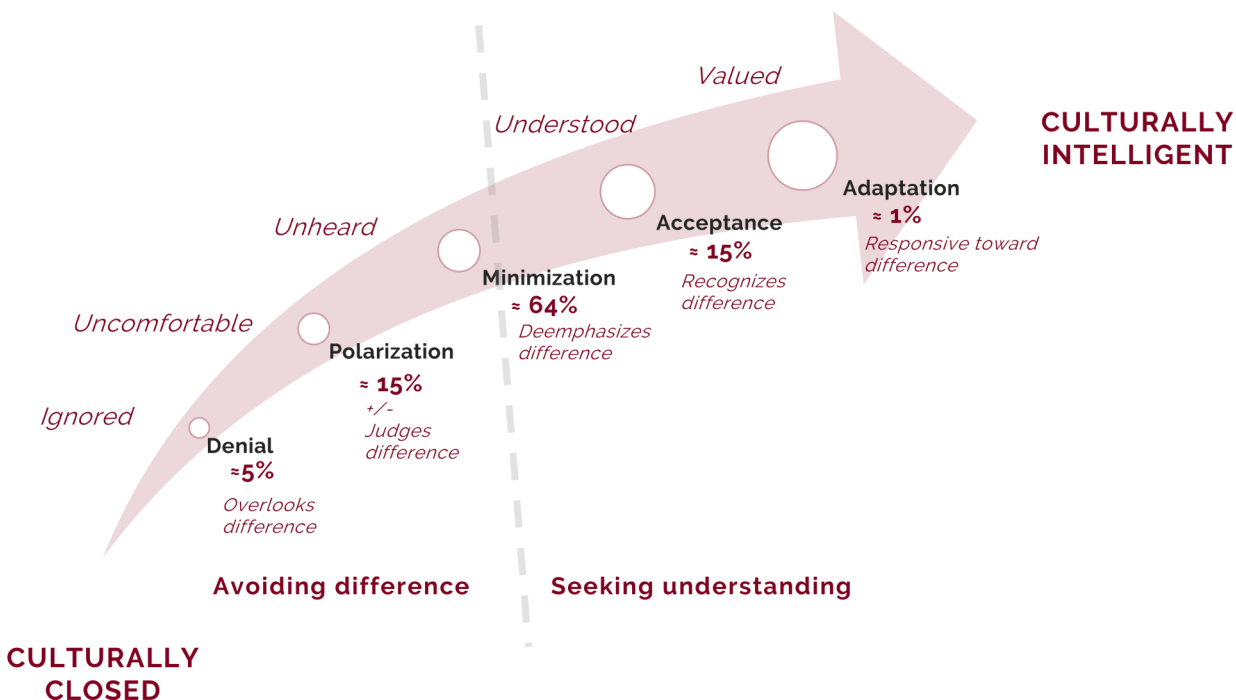 Valued
CULTURALLY
INTELLIGENT
Understood
Adaptation
≈ 1%
Responsive toward
difference
Acceptance
≈ 15%
Recognizes
difference
Unheard
Minimization
≈ 64%
Deemphasizes
difference
Uncomfortable
Polarization
≈ 15%
+/-
Judges
difference
Ignored
Denial
≈5%
Overlooks
difference
Avoiding difference
Seeking understanding
CULTURALLY
CLOSED